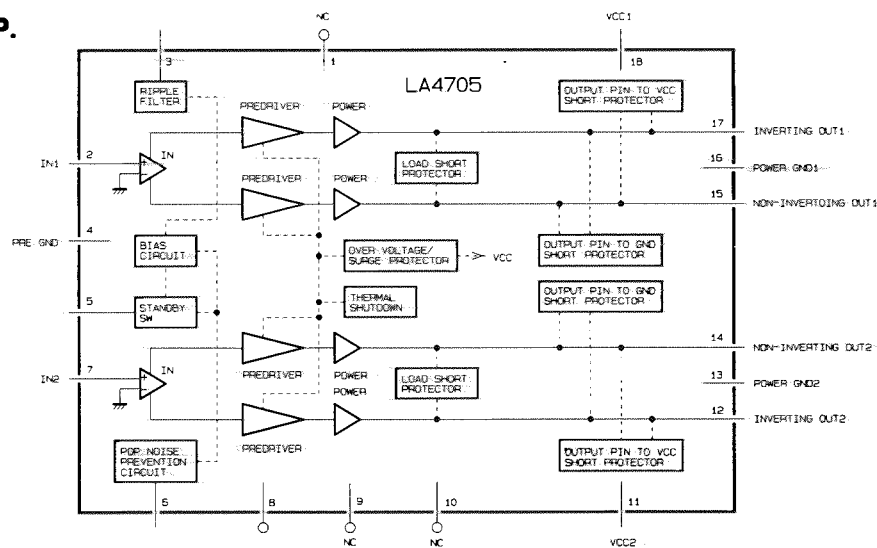 P.
NC
VCC1
3
1
18
LA4705
RIPPLE
FILTER
OUTPUT PIN TO VCC
SHORT PROTECTOR
PREDRIVER
POWER
17
INVERTING OUT1
IN1
2
IN
LOAD SHORT
PROTECTOR
16
POWER GND1
PREDRIVER
POWER
15
NON-INVERTOING OUT1
PRE GND
4
BIAS
CIRCUIT
OVER VOLTAGE/
SURGE PROTECTOR
VCC
OUTPUT PIN TO GND
SHORT PROTECTOR
5
STANDBY
SW
THERMAL
SHUTDOWN
OUTPUT PIN TO GND
SHORT PROTECTOR
14
NON-INVERTING OUT2
IN2
7
IN
PREDRIVER
POWER
LOAD SHORT
PROTECTOR
13
POWER GND2
POWER
12
INVERTING OUT2
PREDRIVER
POP NOISE
PREVENTION
CIRCUIT
OUTPUT PIN TO VCC
SHORT PROTECTOR
6
8
9
10
11
NC
NC
VCC2